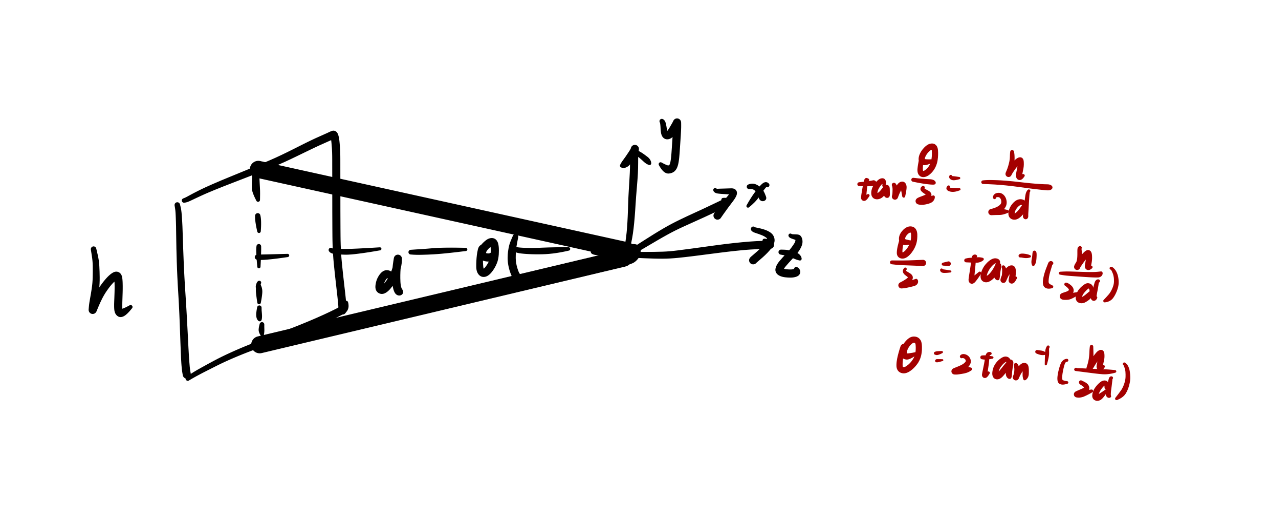 y
x
z
h
d
θ
tan θ/2 = h/2d
θ/2 = tan⁻¹(h/2d)
θ = 2 tan⁻¹(h/2d)